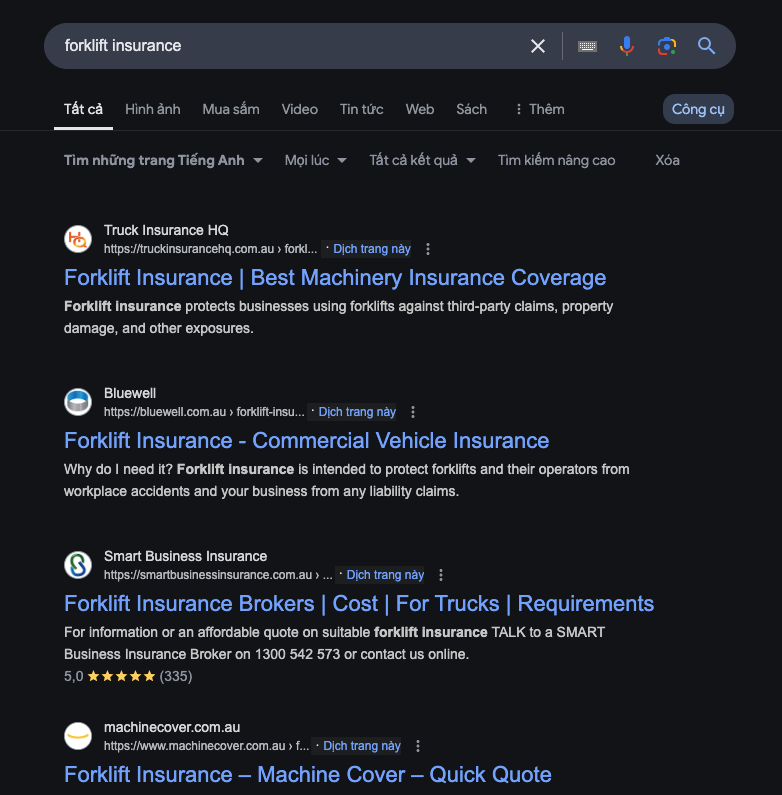 forklift insurance
Tất cả Hình ảnh Mua sắm Video Tin tức Web Sách Thêm Công cụ
Tìm những trang Tiếng Anh Mọi lúc Tất cả kết quả Tìm kiếm nâng cao Xóa
HQ
Truck Insurance HQ
https://truckinsurancehq.com.au › forkl... · Dịch trang này
Forklift Insurance | Best Machinery Insurance Coverage
Forklift insurance protects businesses using forklifts against third-party claims, property
damage, and other exposures.
Bluewell
https://bluewell.com.au › forklift-insu... · Dịch trang này
Forklift Insurance - Commercial Vehicle Insurance
Why do I need it? Forklift insurance is intended to protect forklifts and their operators from
workplace accidents and your business from any liability claims.
Smart Business Insurance
https://smartbusinessinsurance.com.au › ... · Dịch trang này
Forklift Insurance Brokers | Cost | For Trucks | Requirements
For information or an affordable quote on suitable forklift insurance TALK to a SMART
Business Insurance Broker on 1300 542 573 or contact us online.
5,0 ★★★★★ (335)
machinecover.com.au
https://www.machinecover.com.au › f... · Dịch trang này
Forklift Insurance – Machine Cover – Quick Quote